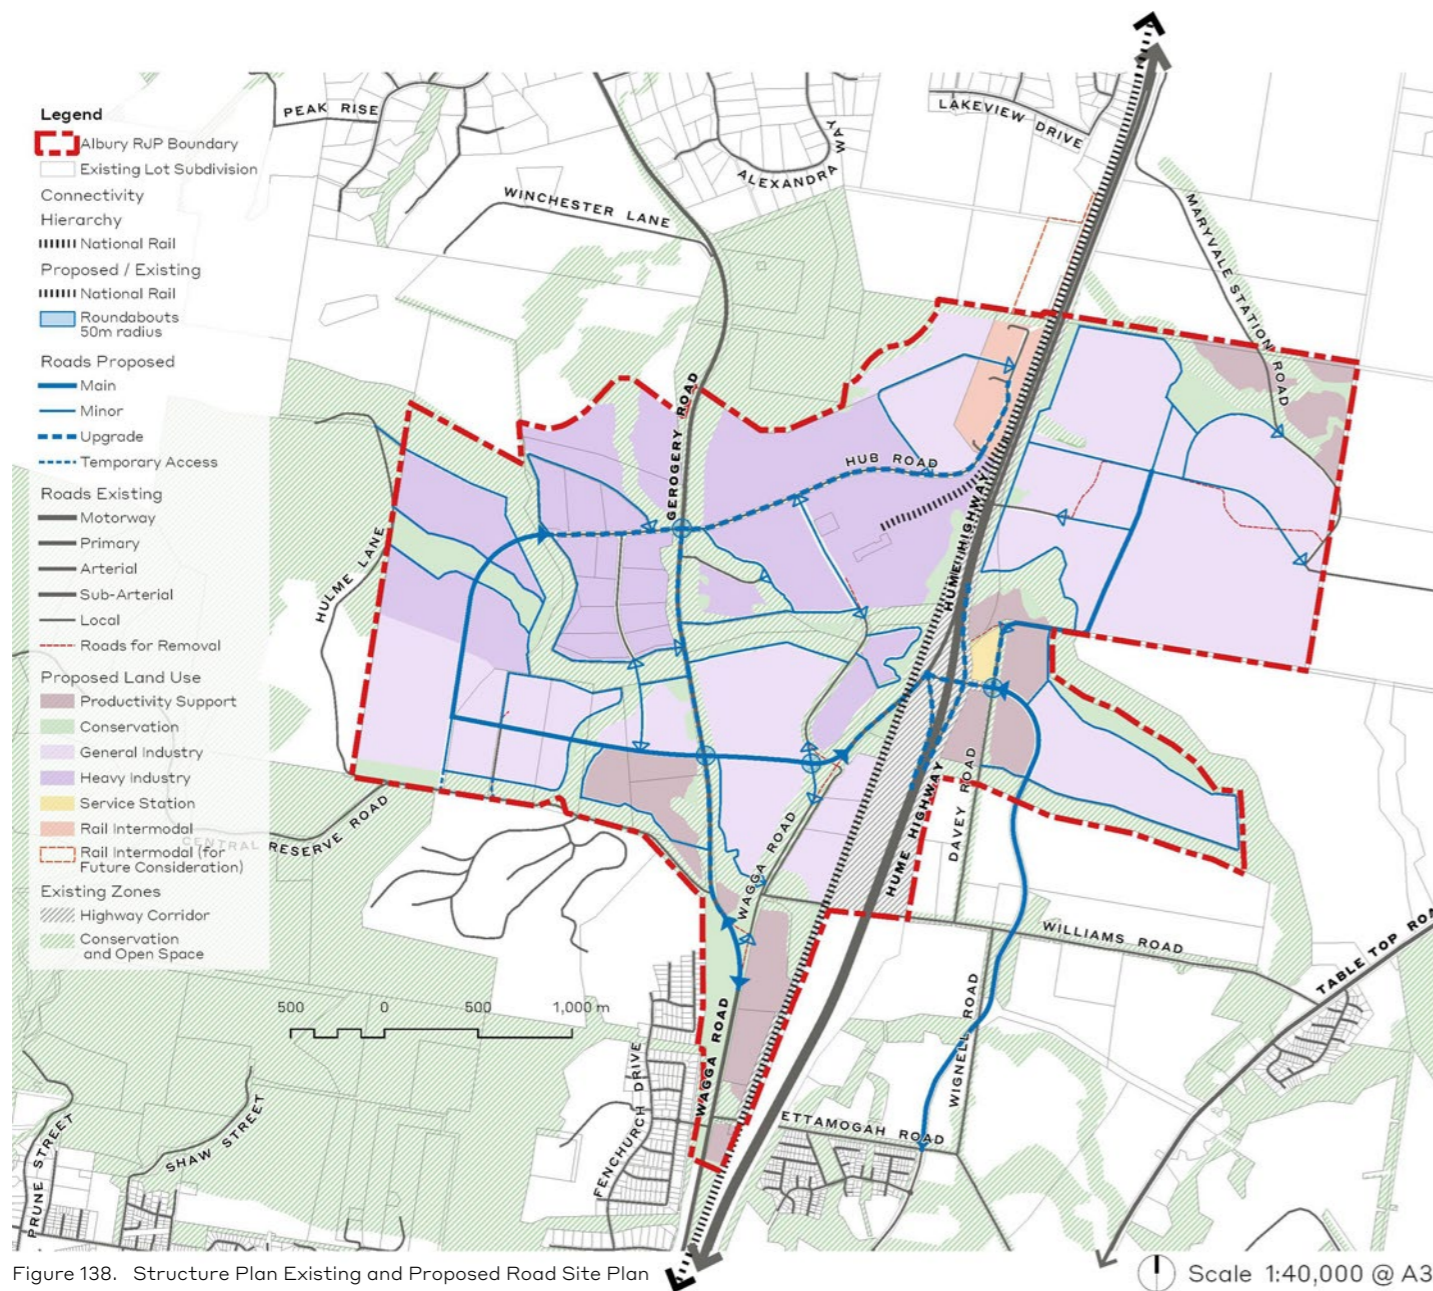 Legend
Albury RJP Boundary
Existing Lot Subdivision
Connectivity
Hierarchy
National Rail
Proposed / Existing
National Rail
Roundabouts
50m radius
Roads Proposed
Main
Minor
Upgrade
Temporary Access
Roads Existing
Motorway
Primary
Arterial
Sub-Arterial
Local
Roads for Removal
Proposed Land Use
Productivity Support
Conservation
General Industry
Heavy Industry
Service Station
Rail Intermodal
Rail Intermodal (for
Future Consideration)
Existing Zones
Highway Corridor
Conservation
and Open Space
PEAK RISE
WINCHESTER LANE
ALEXANDRA WAY
LAKEVIEW DRIVE
MARYVALE STATION ROAD
GEROGERY ROAD
HUB ROAD
HUME HIGHWAY
HUME HIGHWAY
HULME LANE
CENTRAL RESERVE ROAD
WAGGA ROAD
HUME HIGHWAY
DAVEY ROAD
WAGGA ROAD
WILLIAMS ROAD
TABLE TOP ROA
WIGNELL ROAD
500 0 500 1,000 m
WAGGA ROAD
FENCHURCH DRIVE
ETTAMOGAH ROAD
PRUNE STREET
SHAW STREET
Figure 138. Structure Plan Existing and Proposed Road Site Plan
Scale 1:40,000 @ A3